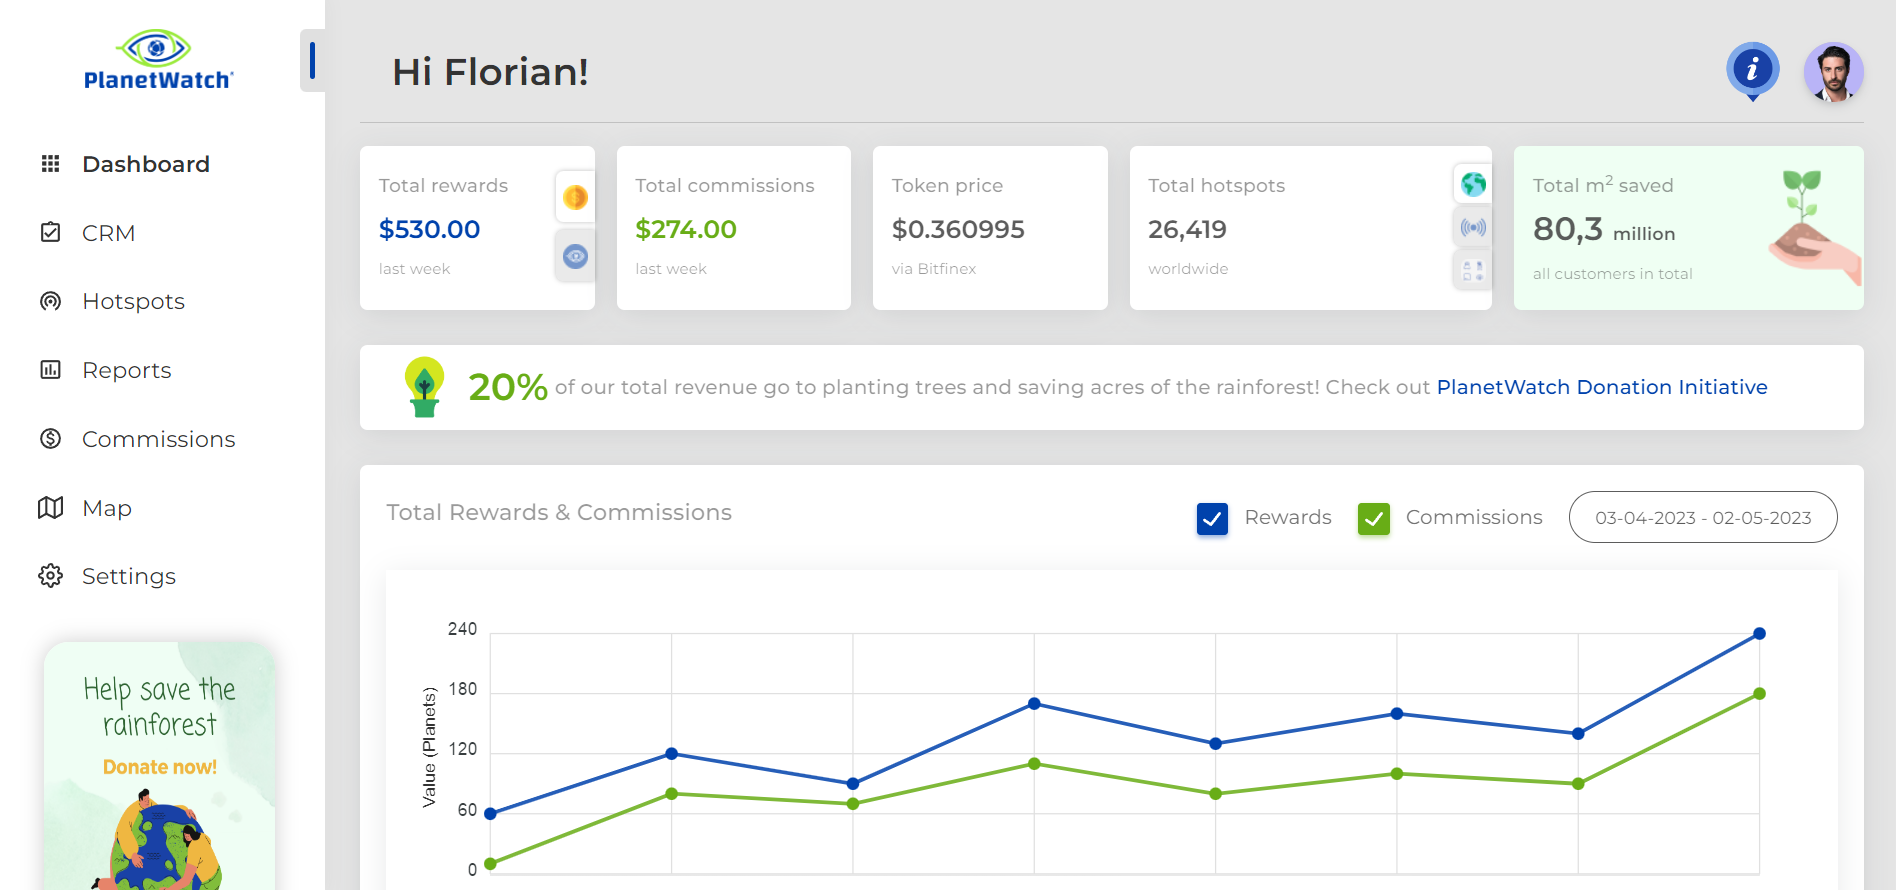 PlanetWatch
Dashboard
CRM
Hotspots
Reports
Commissions
Map
Settings
Help save the
rainforest
Donate now!
Hi Florian!
i
Total rewards
$530.00
last week
Total commissions
$274.00
last week
Token price
$0.360995
via Bitfinex
Total hotspots
26,419
worldwide
Total m² saved
80,3 million
all customers in total
20% of our total revenue go to planting trees and saving acres of the rainforest! Check out PlanetWatch Donation Initiative
Total Rewards & Commissions
Rewards
Commissions
03-04-2023 - 02-05-2023
Value (Planets)
240
180
120
60
0